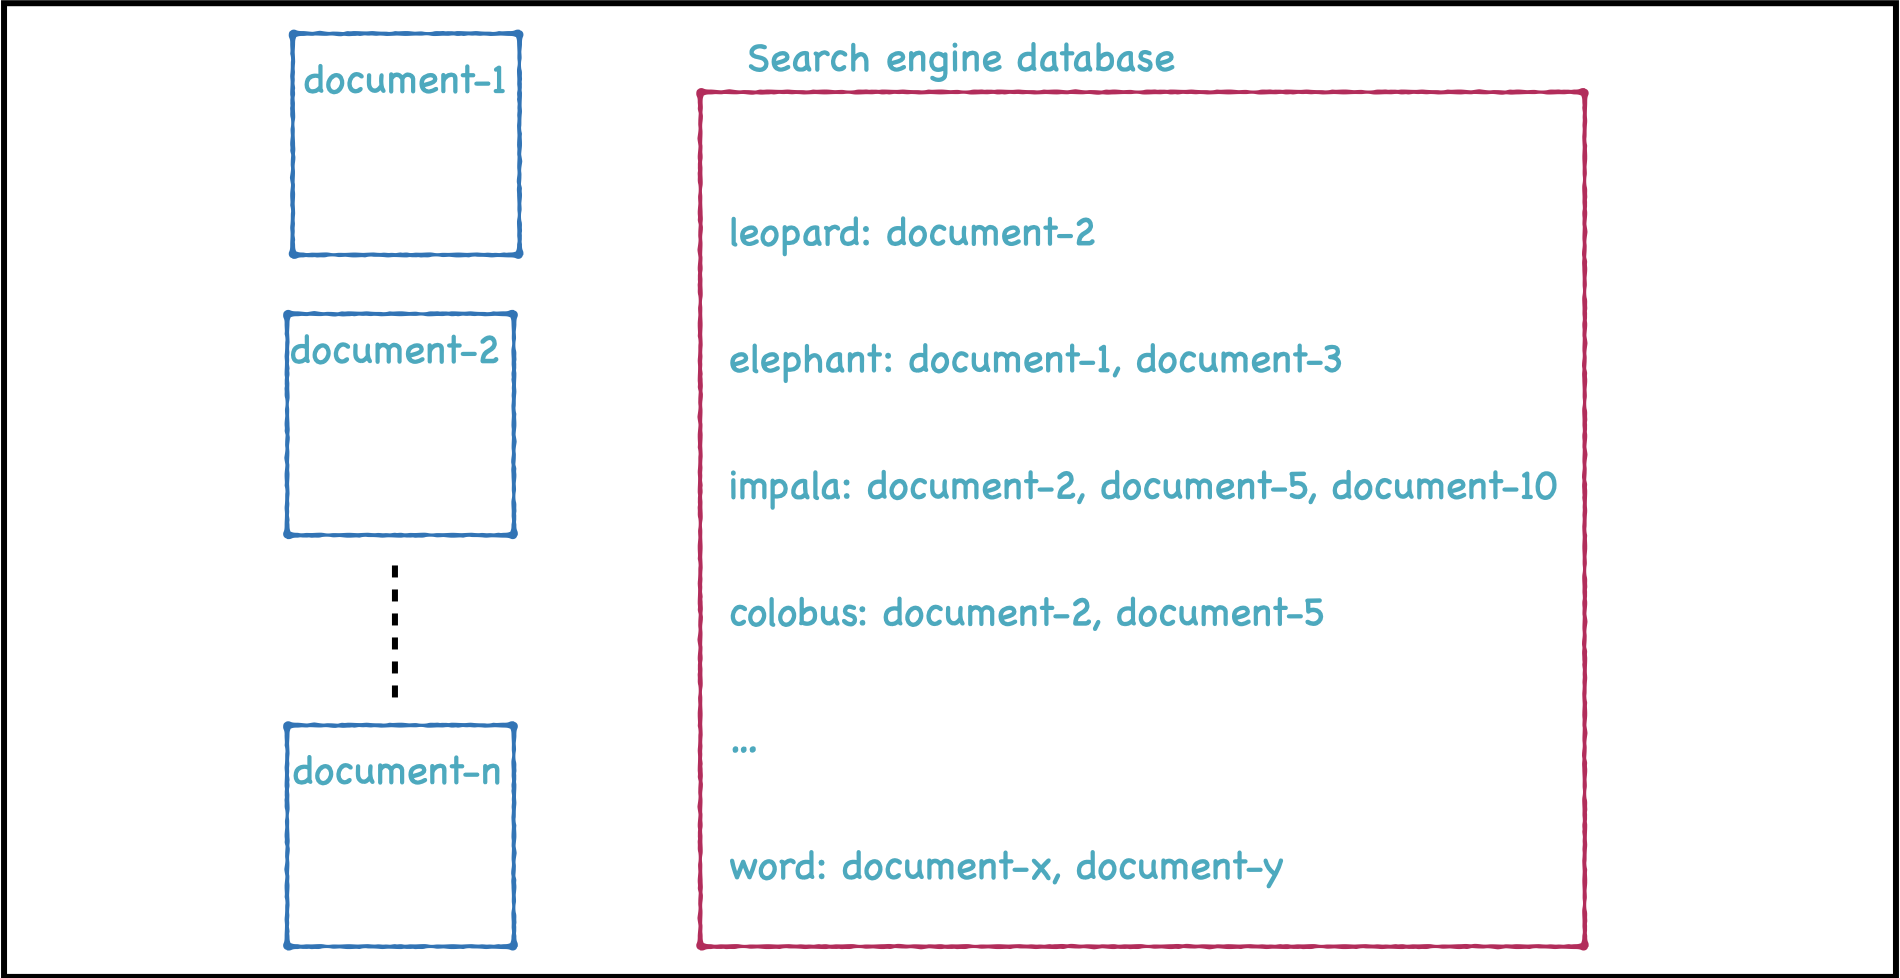 document-1
document-2
document-n
Search engine database
leopard: document-2
elephant: document-1, document-3
impala: document-2, document-5, document-10
colobus: document-2, document-5
...
word: document-x, document-y